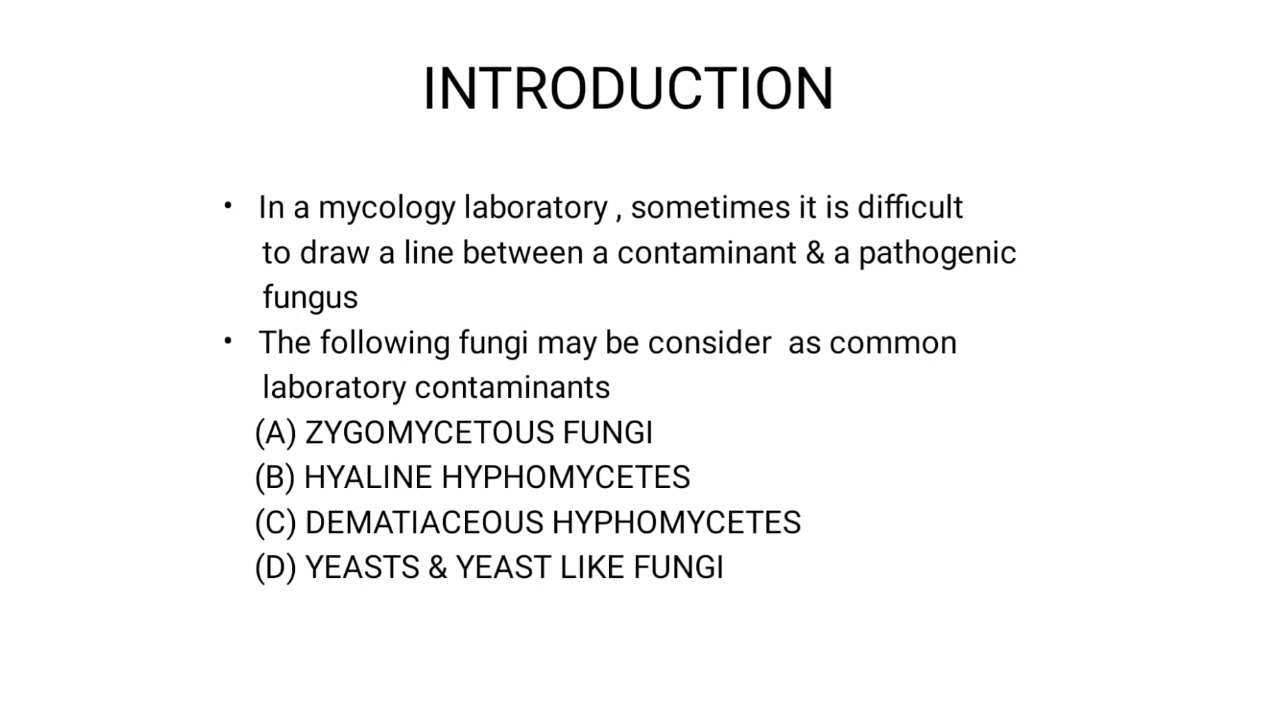 INTRODUCTION
• In a mycology laboratory , sometimes it is difficult
to draw a line between a contaminant & a pathogenic
fungus
• The following fungi may be consider  as common
laboratory contaminants
(A) ZYGOMYCETOUS FUNGI
(B) HYALINE HYPHOMYCETES
(C) DEMATIACEOUS HYPHOMYCETES
(D) YEASTS & YEAST LIKE FUNGI